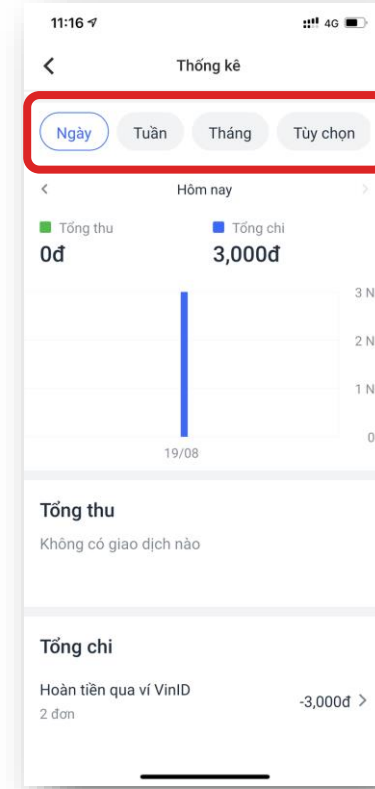 11:16 4G
Thống kê
Ngày Tuần Tháng Tùy chọn
Hôm nay
Tổng thu Tổng chi
0đ 3,000đ
3 N
2 N
1 N
0
19/08
Tổng thu
Không có giao dịch nào
Tổng chi
Hoàn tiền qua ví VinID
-3,000đ
2 đơn